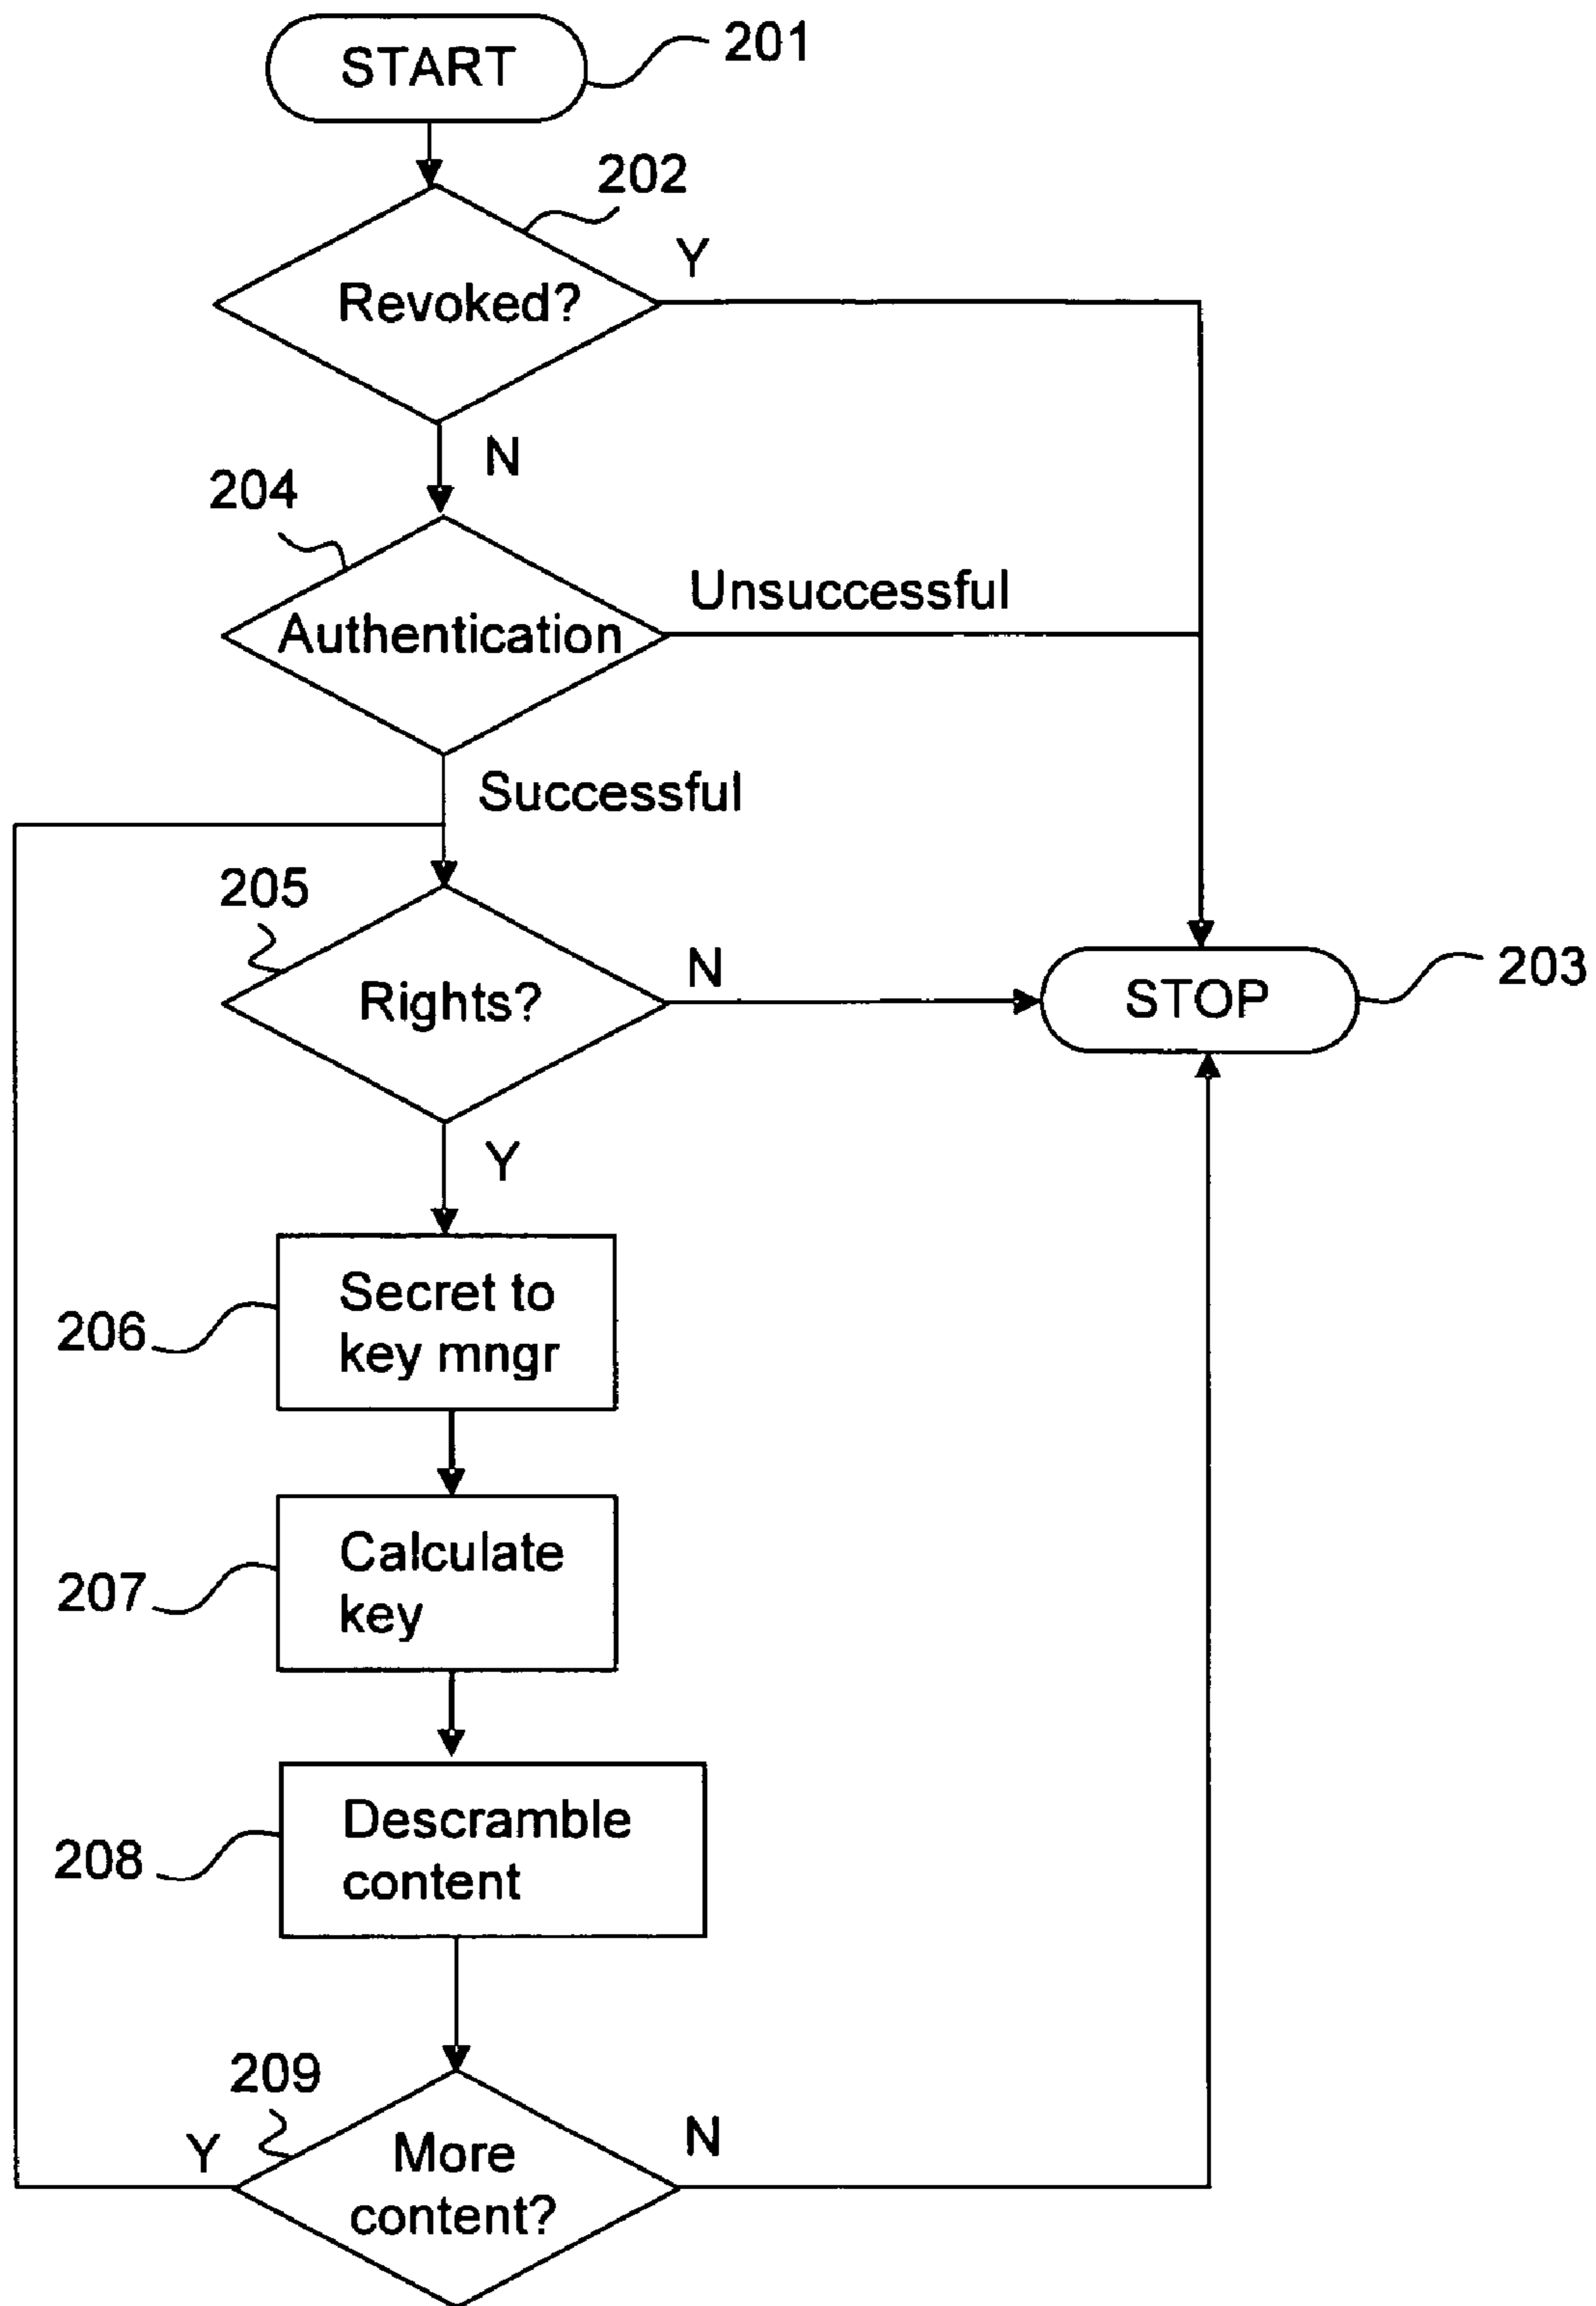 START
201
202
Y
Revoked?
N
204
Unsuccessful
Authentication
Successful
205
N
Rights?
STOP
203
Y
Secret to
key mngr
206
Calculate
key
207
Descramble
content
208
209
Y
More
content?
N